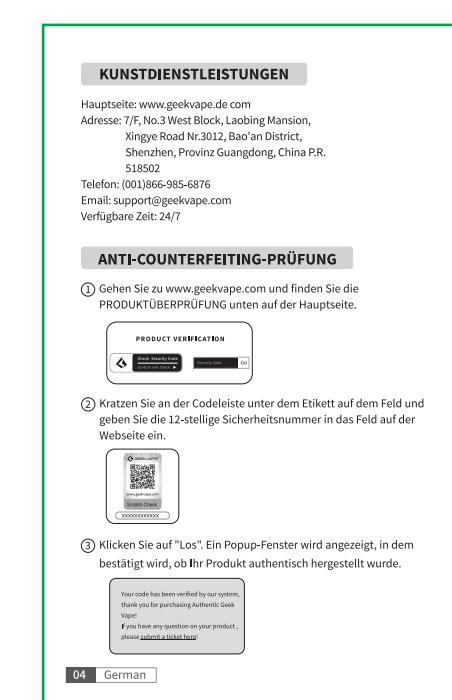 KUNSTDIENSTLEISTUNGEN
Hauptseite: www.geekvape.de com
Adresse: 7/F, No.3 West Block, Laobing Mansion,
Xingye Road Nr.3012, Bao'an District,
Shenzhen, Provinz Guangdong, China P.R.
518502
Telefon: (001)866-985-6876
Email: support@geekvape.com
Verfügbare Zeit: 24/7
ANTI-COUNTERFEITING-PRÜFUNG
① Gehen Sie zu www.geekvape.com und finden Sie die
PRODUKTÜBERPRÜFUNG unten auf der Hauptseite.
PRODUCT VERIFICATION
Check Security Code
Scratch and Check ▶
Security code
Go
② Kratzen Sie an der Codeleiste unter dem Etikett auf dem Feld und
geben Sie die 12-stellige Sicherheitsnummer in das Feld auf der
Webseite ein.
GEEKVAPE
www.geekvape.com
Scratch Check
XXXXXXXXXXXX
③ Klicken Sie auf "Los". Ein Popup-Fenster wird angezeigt, in dem
bestätigt wird, ob Ihr Produkt authentisch hergestellt wurde.
Your code has been verified by our system,
thank you for purchasing Authentic Geek
Vape!
If you have any question on your product ,
please submit a ticket here!
04 German